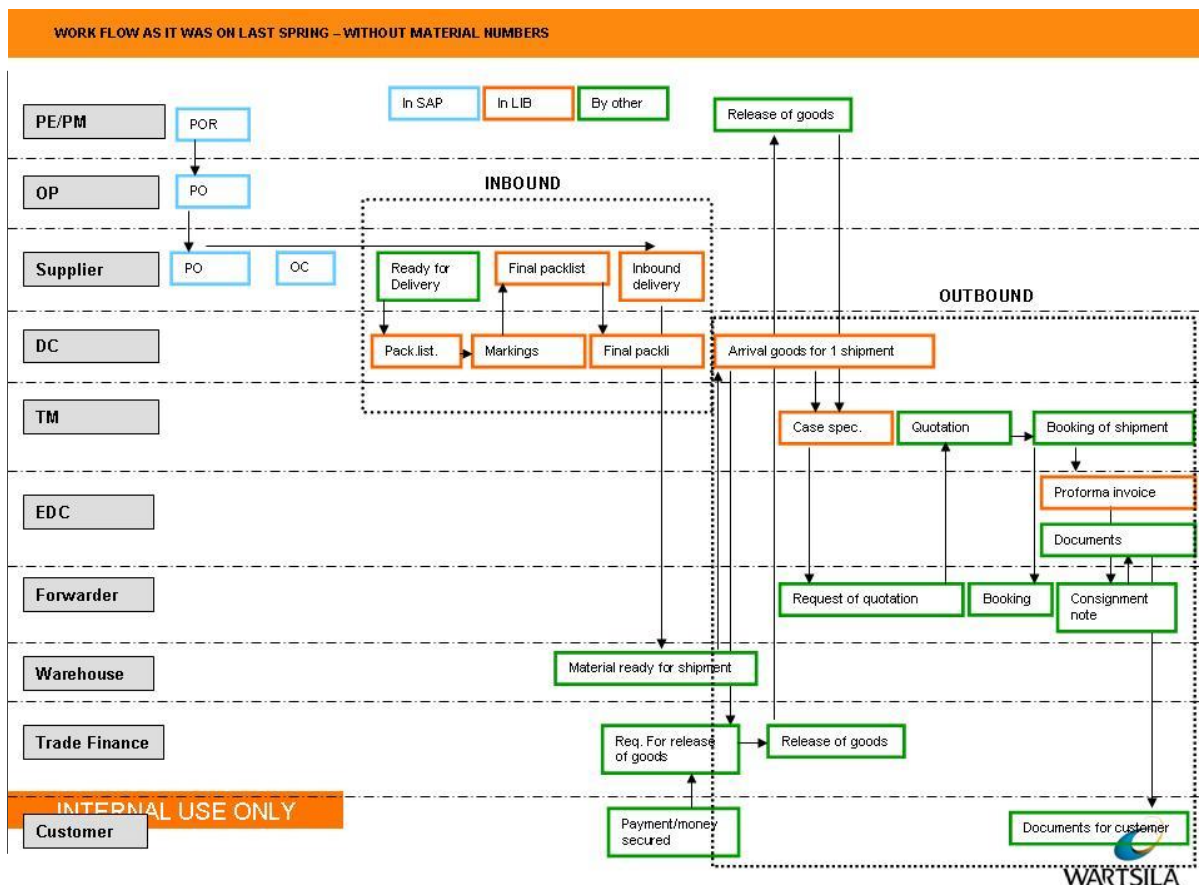 WORK FLOW AS IT WAS ON LAST SPRING – WITHOUT MATERIAL NUMBERS
In SAP
In LIB
By other
PE/PM
POR
Release of goods
OP
PO
INBOUND
Supplier
PO
OC
Ready for
Delivery
Final packlist
Inbound
delivery
OUTBOUND
DC
Pack.list.
Markings
Final packli
Arrival goods for 1 shipment
TM
Case spec.
Quotation
Booking of shipment
EDC
Proforma invoice
Documents
Forwarder
Request of quotation
Booking
Consignment
note
Warehouse
Material ready for shipment
Trade Finance
Req. For release
of goods
Release of goods
INTERNAL USE ONLY
Customer
Payment/money
secured
Documents for customer
WÄRTSILÄ